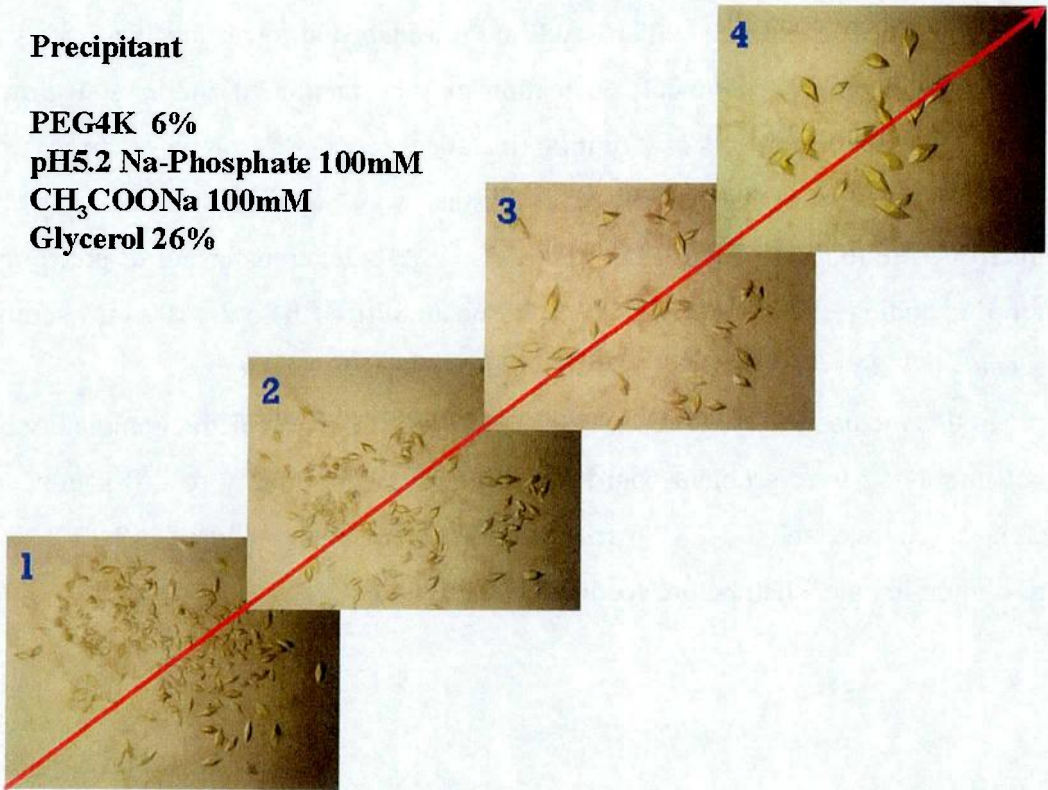 Precipitant
PEG4K 6%
pH5.2 Na-Phosphate 100mM
CH₃COONa 100mM
Glycerol 26%
4
3
2
1